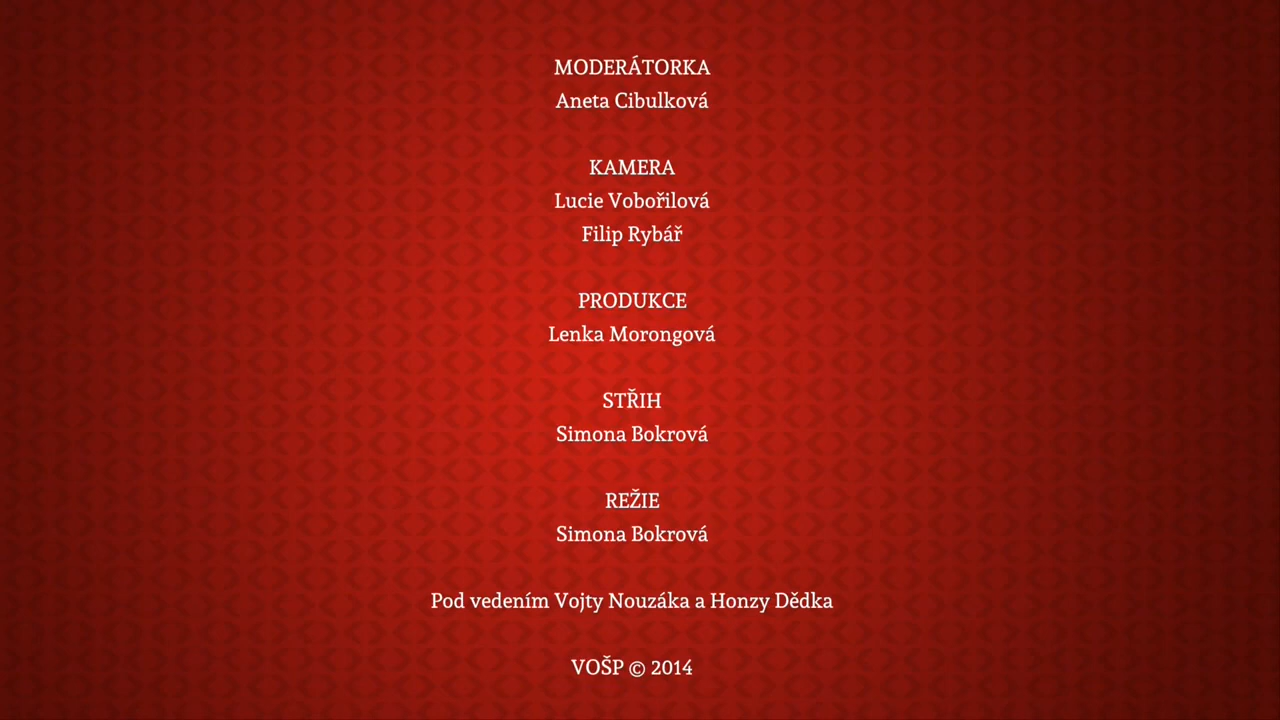 MODERÁTORKA
Aneta Cibulková
KAMERA
Lucie Vobořilová
Filip Rybář
PRODUKCE
Lenka Morongová
STŘIH
Simona Bokrová
REŽIE
Simona Bokrová
Pod vedením Vojty Nouzáka a Honzy Dědka
VOŠP © 2014